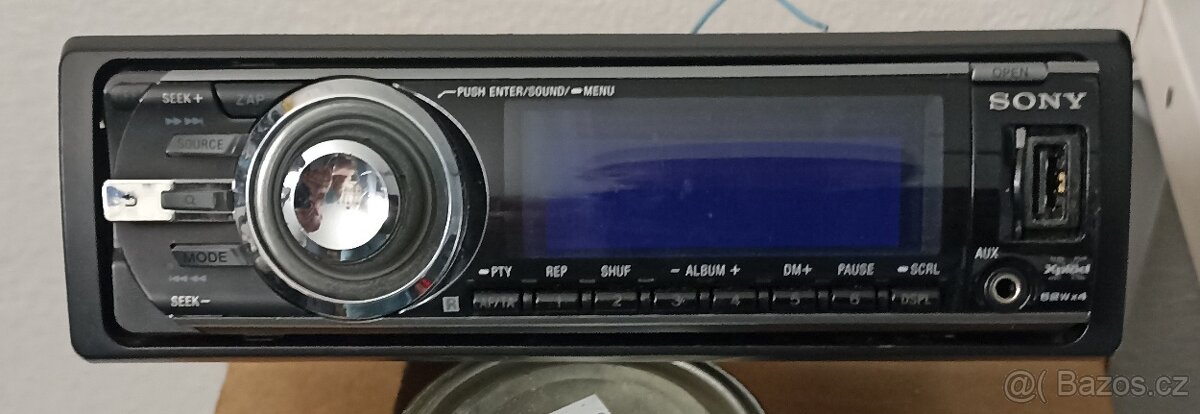 SEEK +
ZAP
SOURCE
MODE
SEEK −
PUSH ENTER/SOUND/ MENU
OPEN
SONY
AUX
Xplod
52W×4
PTY REP SHUF − ALBUM + DM+ PAUSE SCRL
R AF/TA 1 2 3 4 5 6 DSPL
@( Bazos.cz